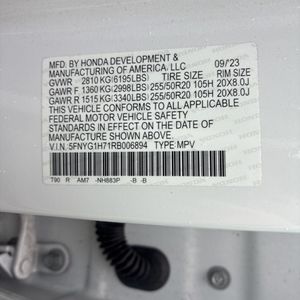 MFD. BY HONDA DEVELOPMENT &
MANUFACTURING OF AMERICA, LLC 09/'23
GVWR 2810 KG (6195LBS) TIRE SIZE RIM SIZE
GAWR F 1360 KG (2998LBS) 255/50R20 105H 20X8.0J
GAWR R 1515 KG (3340LBS) 255/50R20 105H 20X8.0J
THIS VEHICLE CONFORMS TO ALL APPLICABLE
FEDERAL MOTOR VEHICLE SAFETY
STANDARDS IN EFFECT ON THE DATE OF
MANUFACTURE SHOWN ABOVE.
V.I.N. 5FNYG1H71RB006894 TYPE MPV
790 R AM7 -NH883P -B -B